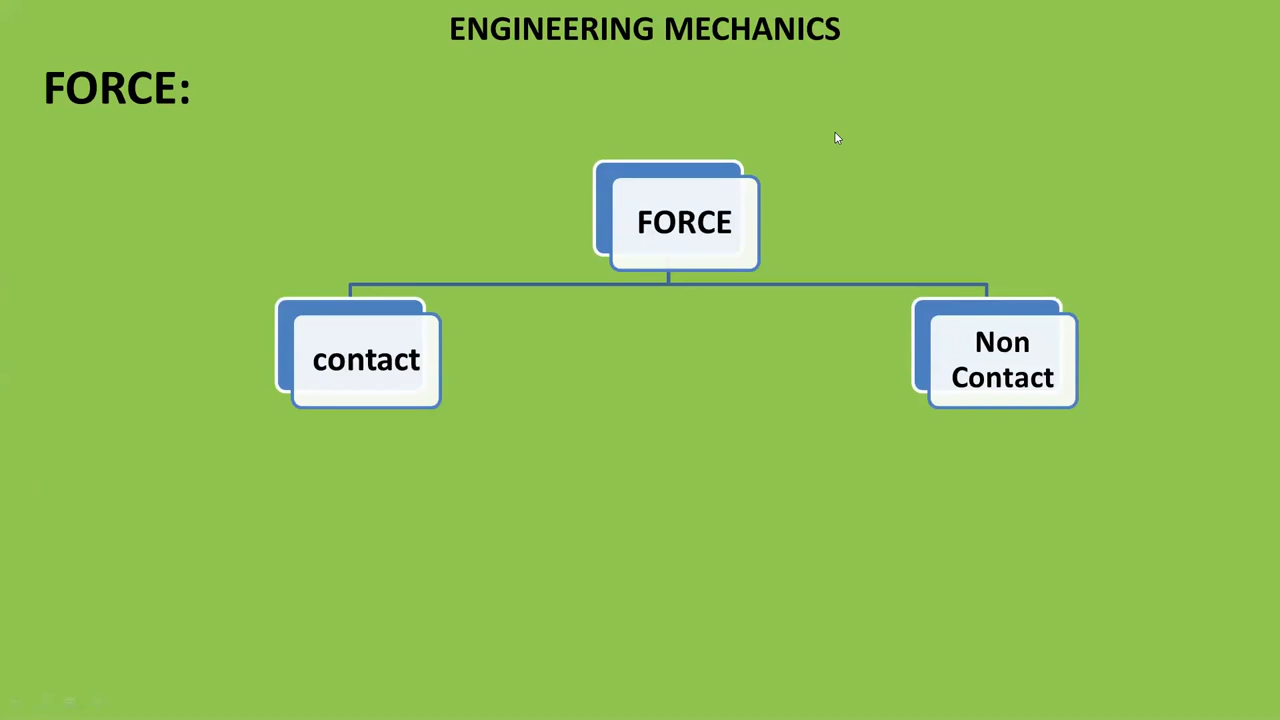 ENGINEERING MECHANICS
FORCE:
FORCE
contact
Non
Contact